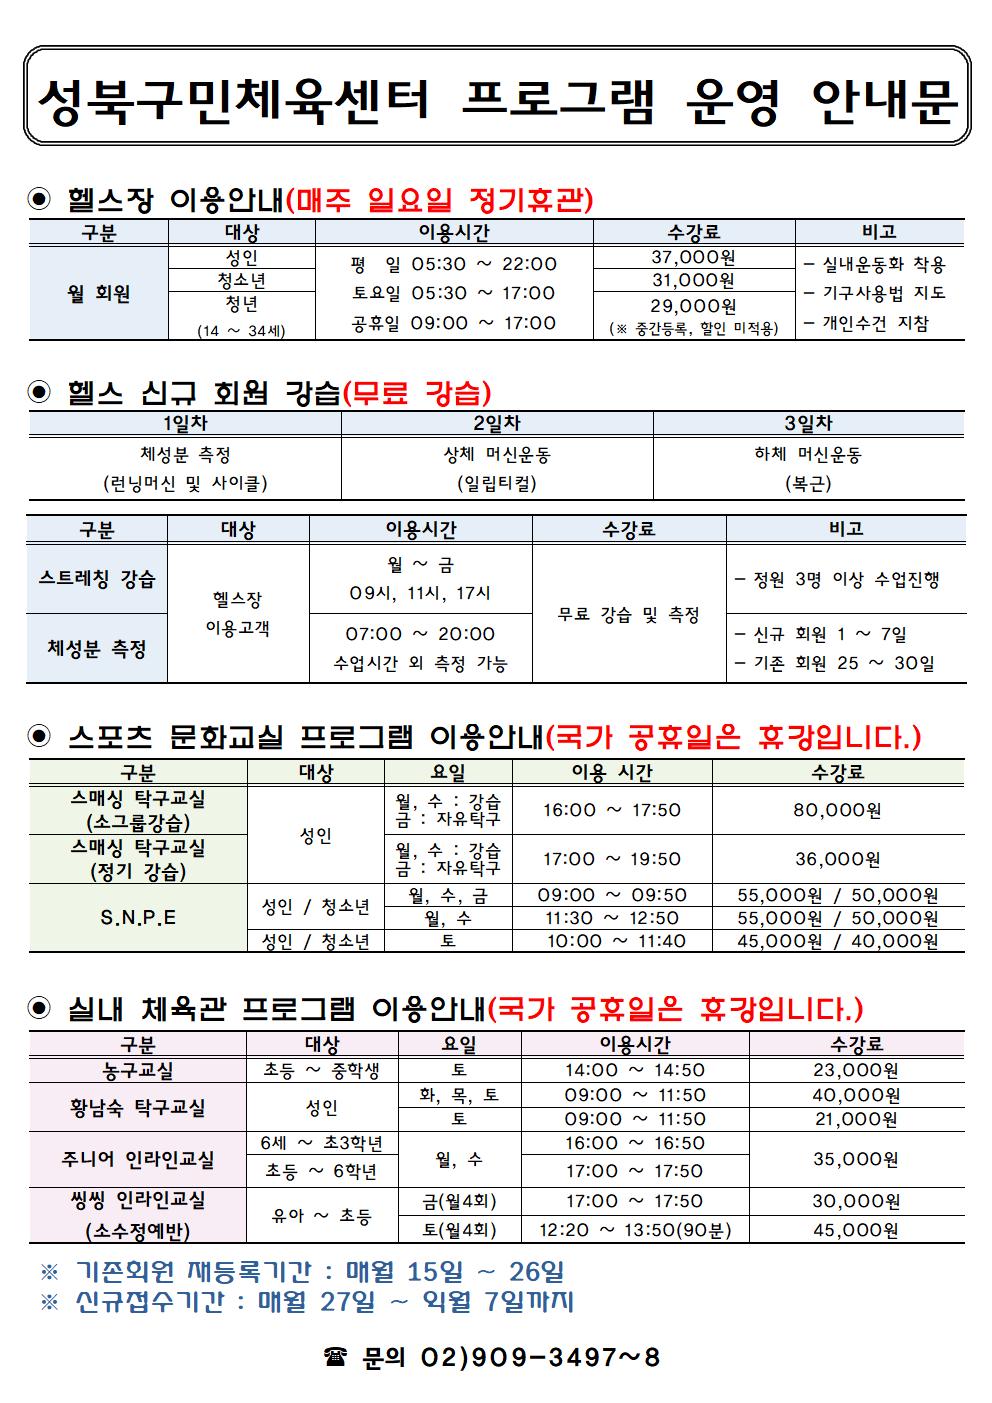 성북구민체육센터 프로그램 운영 안내문
◉ 헬스장 이용안내(매주 일요일 정기휴관)
구분 대상 이용시간 수강료 비고
월 회원
성인 37,000원
청소년 31,000원
청년 29,000원
(14 ~ 34세) (※ 중간등록, 할인 미적용)
평 일 05:30 ~ 22:00
토요일 05:30 ~ 17:00
공휴일 09:00 ~ 17:00
- 실내운동화 착용
- 기구사용법 지도
- 개인수건 지참
◉ 헬스 신규 회원 강습(무료 강습)
1일차 2일차 3일차
체성분 측정 상체 머신운동 하체 머신운동
(런닝머신 및 사이클) (일립티컬) (복근)
구분 대상 이용시간 수강료 비고
스트레칭 강습
헬스장
이용고객
월 ~ 금
09시, 11시, 17시
무료 강습 및 측정
- 정원 3명 이상 수업진행
체성분 측정
07:00 ~ 20:00
수업시간 외 측정 가능
- 신규 회원 1 ~ 7일
- 기존 회원 25 ~ 30일
◉ 스포츠 문화교실 프로그램 이용안내(국가 공휴일은 휴강입니다.)
구분 대상 요일 이용 시간 수강료
스매싱 탁구교실
(소그룹강습)
성인
월, 수 : 강습
금 : 자유탁구
16:00 ~ 17:50 80,000원
스매싱 탁구교실
(정기 강습)
월, 수 : 강습
금 : 자유탁구
17:00 ~ 19:50 36,000원
S.N.P.E
성인 / 청소년
월, 수, 금 09:00 ~ 09:50 55,000원 / 50,000원
월, 수 11:30 ~ 12:50 55,000원 / 50,000원
성인 / 청소년 토 10:00 ~ 11:40 45,000원 / 40,000원
◉ 실내 체육관 프로그램 이용안내(국가 공휴일은 휴강입니다.)
구분 대상 요일 이용시간 수강료
농구교실 초등 ~ 중학생 토 14:00 ~ 14:50 23,000원
황남숙 탁구교실 성인
화, 목, 토 09:00 ~ 11:50 40,000원
토 09:00 ~ 11:50 21,000원
주니어 인라인교실
6세 ~ 초3학년 월, 수 16:00 ~ 16:50 35,000원
초등 ~ 6학년 17:00 ~ 17:50
씽씽 인라인교실
(소수정예반)
유아 ~ 초등
금(월4회) 17:00 ~ 17:50 30,000원
토(월4회) 12:20 ~ 13:50(90분) 45,000원
※ 기존회원 재등록기간 : 매월 15일 ~ 26일
※ 신규접수기간 : 매월 27일 ~ 익월 7일까지
☎ 문의 02)909-3497~8